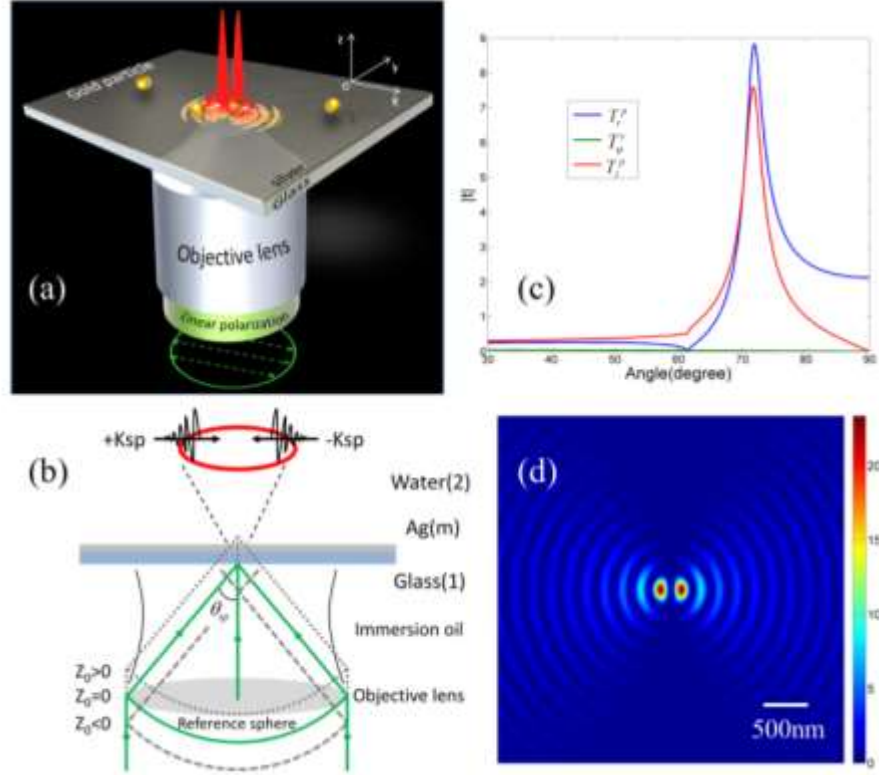 (a)
Gold particle
z
y
x
o
silver
Glass
Objective lens
Linear polarization
(b)
+Ksp
-Ksp
Water(2)
Ag(m)
Glass(1)
θsp
Immersion oil
Z₀>0
Z₀=0
Z₀<0
Objective lens
Reference sphere
(c)
9
8
7
6
5
4
3
2
1
0
|t|
30
40
50
60
70
80
90
Angle(degree)
(d)
500nm
20
15
10
5
0